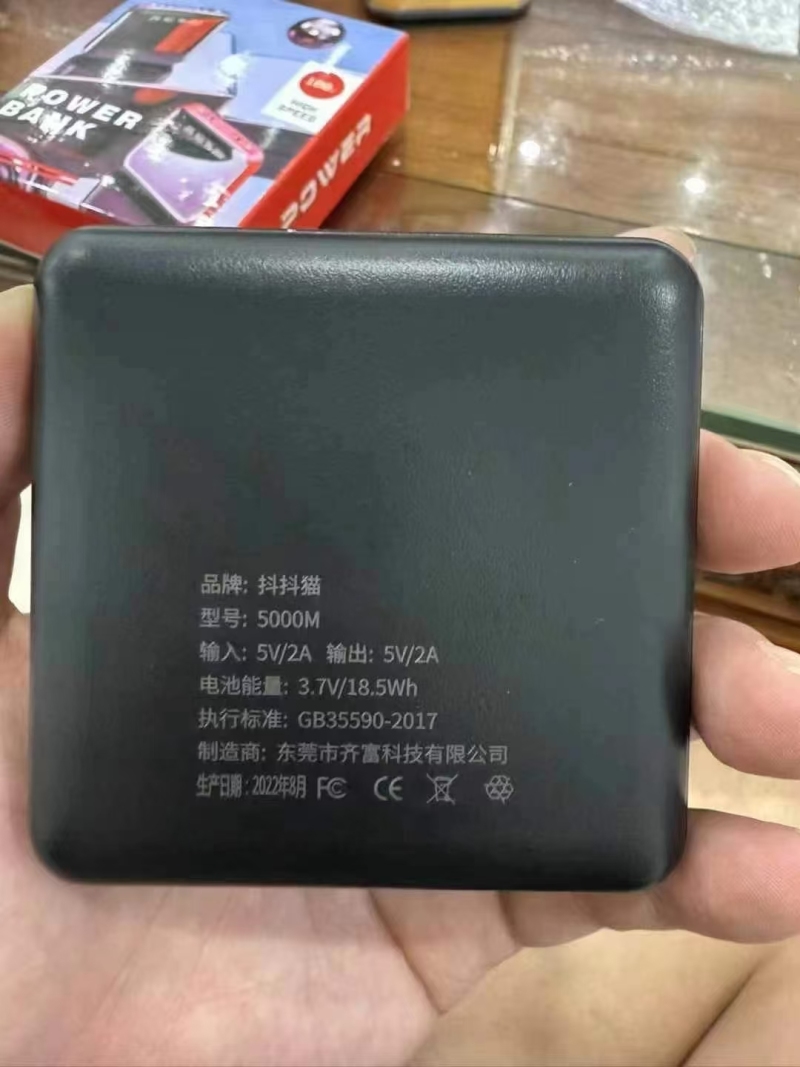 POWER
BANK
HIGH
SPEED
POWER
品牌: 抖抖猫
型号: 5000M
输入: 5V/2A 输出: 5V/2A
电池能量: 3.7V/18.5Wh
执行标准: GB35590-2017
制造商: 东莞市齐富科技有限公司
生产日期: 2022年8月 FC CE